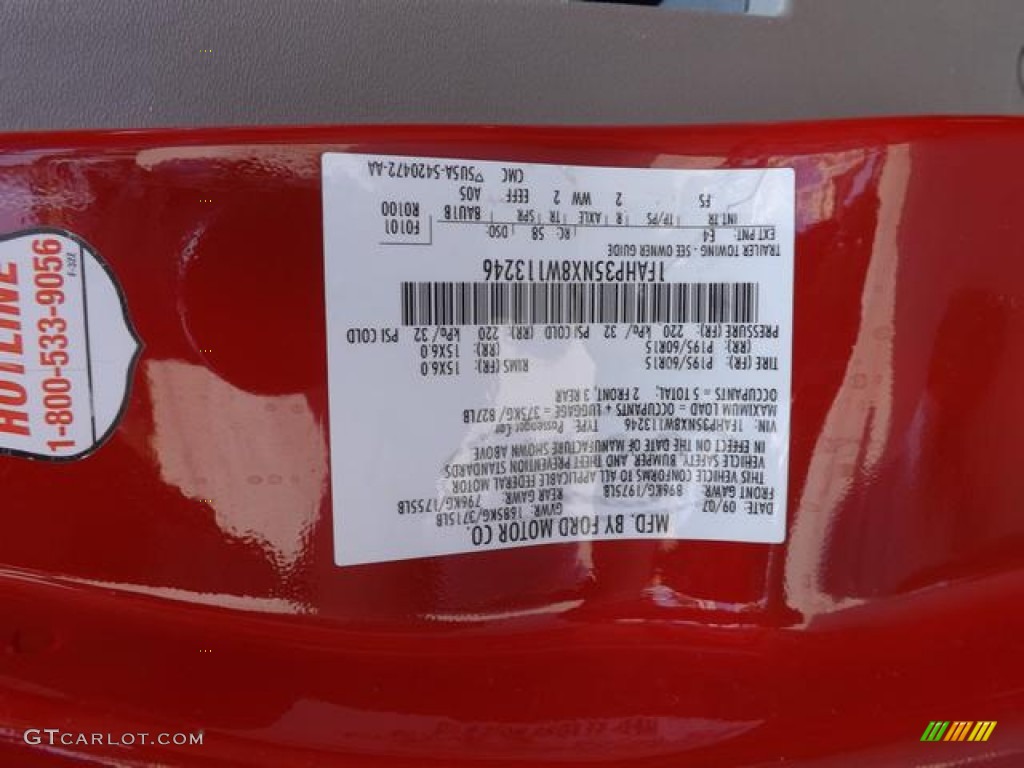 MFD. BY FORD MOTOR CO.
DATE: 09/07 GVWR: 1685KG/3715LB
FRONT GAWR: 896KG/1975LB REAR GAWR: 796KG/1755LB
THIS VEHICLE CONFORMS TO ALL APPLICABLE FEDERAL MOTOR
VEHICLE SAFETY, BUMPER, AND THEFT PREVENTION STANDARDS
IN EFFECT ON THE DATE OF MANUFACTURE SHOWN ABOVE
VIN: 1FAHP35NX8W113246 TYPE: Passenger Car
MAXIMUM LOAD = OCCUPANTS + LUGGAGE = 375KG/ 827LB
OCCUPANTS = 5 TOTAL: 2 FRONT, 3 REAR
TIRE (FR): P195/60R15 RIMS (FR): 15X6.0
(RR): P195/60R15 (RR): 15X6.0
PRESSURE (FR): 220 kPa/ 32 PSI COLD (RR): 220 kPa/ 32 PSI COLD
1FAHP35NX8W113246
TRAILER TOWING - SEE OWNER GUIDE
EXT PNT: E4 RC: 58 DSO: F0101
INT.TR TP/PS R AXLE TR SPR 8AU18 R0100
FS 2 WW 2 EEFF A05
CMC ▽5U5A-5420472-AA
HOTLINE
1-800-533-9056
F-32E
GTCARLOT.COM